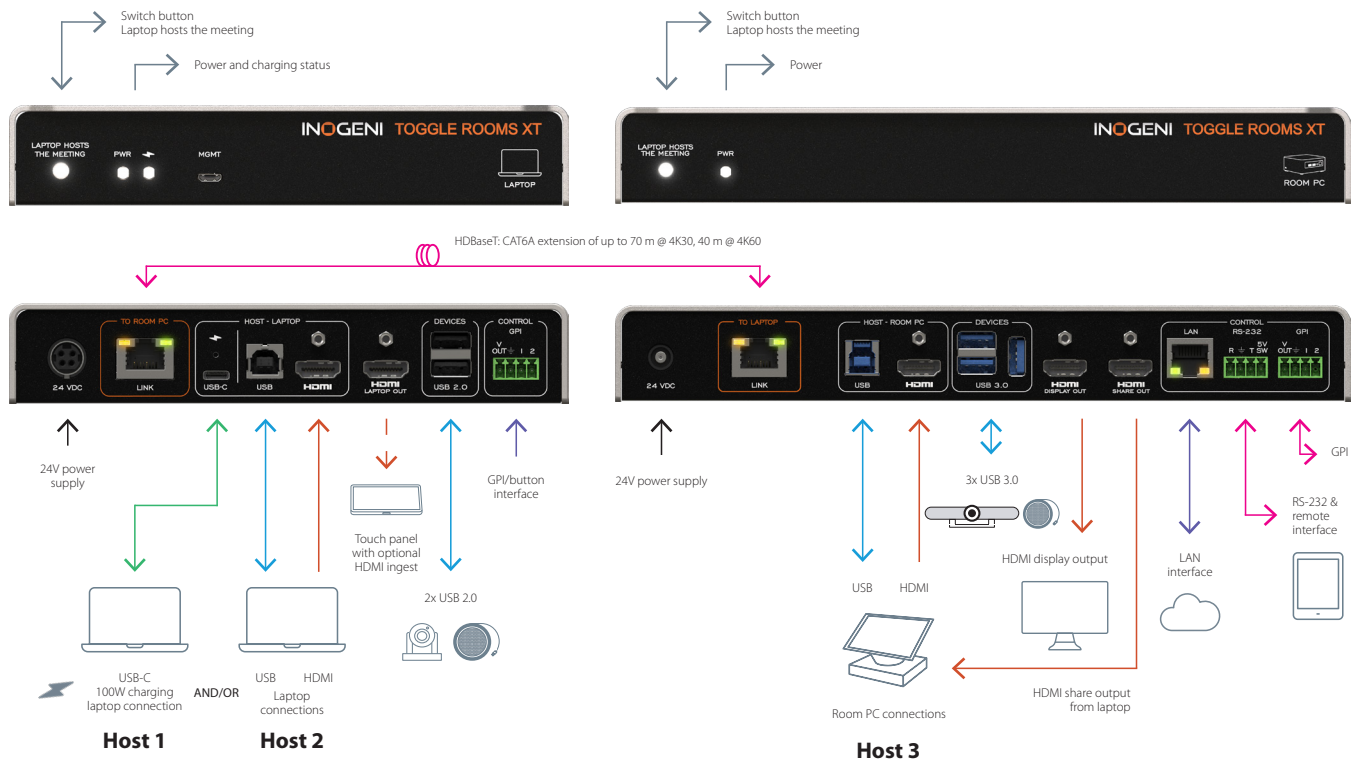 Switch button
Laptop hosts the meeting
Power and charging status
INOGENI TOGGLE ROOMS XT
LAPTOP HOSTS
THE MEETING
PWR
MGMT
LAPTOP
Switch button
Laptop hosts the meeting
Power
INOGENI TOGGLE ROOMS XT
LAPTOP HOSTS
THE MEETING
PWR
ROOM PC
HDBaseT: CAT6A extension of up to 70 m @ 4K30, 40 m @ 4K60
TO ROOM PC
HOST - LAPTOP
DEVICES
CONTROL
GPI
V
OUT 1 2
24 VDC
LINK
USB-C
USB
HDMI
HDMI
LAPTOP OUT
USB 2.0
TO LAPTOP
HOST - ROOM PC
DEVICES
CONTROL
LAN
RS-232
GPI
5V
R T SW
V
OUT 1 2
24 VDC
LINK
USB
HDMI
USB 3.0
HDMI
DISPLAY OUT
HDMI
SHARE OUT
24V power
supply
GPI/button
interface
Touch panel
with optional
HDMI ingest
2x USB 2.0
USB-C
100W charging
laptop connection
AND/OR
USB HDMI
Laptop
connections
Host 1
Host 2
24V power supply
3x USB 3.0
USB HDMI
HDMI display output
LAN
interface
GPI
RS-232 &
remote
interface
Room PC connections
HDMI share output
from laptop
Host 3